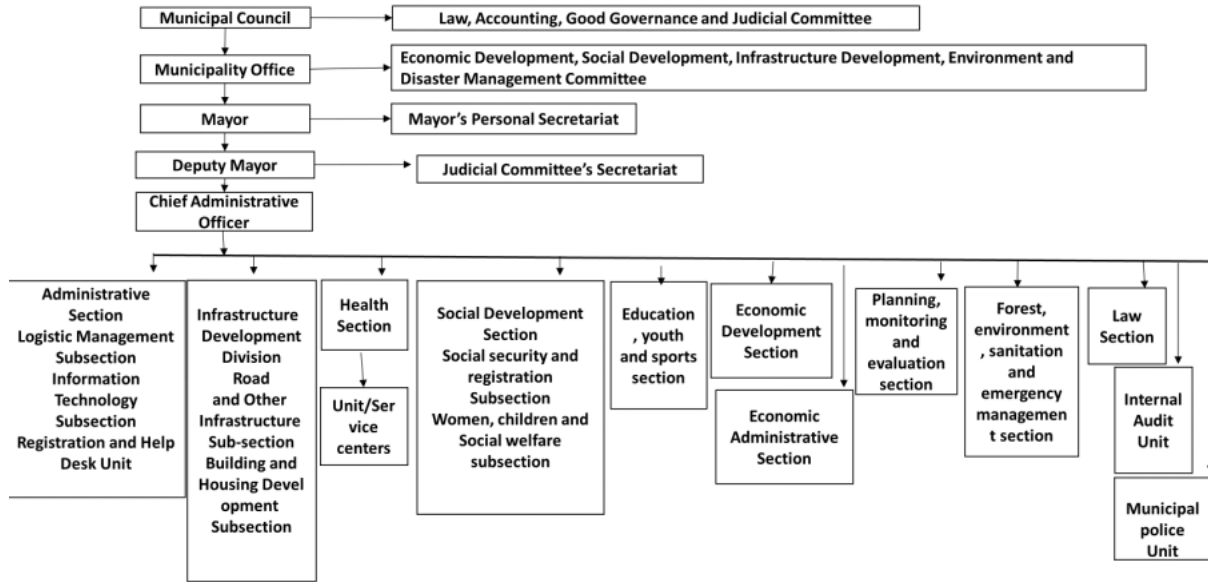 Municipal Council
Law, Accounting, Good Governance and Judicial Committee
Municipality Office
Economic Development, Social Development, Infrastructure Development, Environment and
Disaster Management Committee
Mayor
Mayor's Personal Secretariat
Deputy Mayor
Judicial Committee's Secretariat
Chief Administrative
Officer
Administrative
Section
Logistic Management
Subsection
Information
Technology
Subsection
Registration and Help
Desk Unit
Infrastructure
Development
Division
Road
and Other
Infrastructure
Sub-section
Building and
Housing Devel
opment
Subsection
Health
Section
Unit/Ser
vice
centers
Social Development
Section
Social security and
registration
Subsection
Women, children and
Social welfare
subsection
Education
, youth
and sports
section
Economic
Development
Section
Economic
Administrative
Section
Planning,
monitoring
and
evaluation
section
Forest,
environment
, sanitation
and
emergency
managemen
t section
Law
Section
Internal
Audit
Unit
Municipal
police
Unit